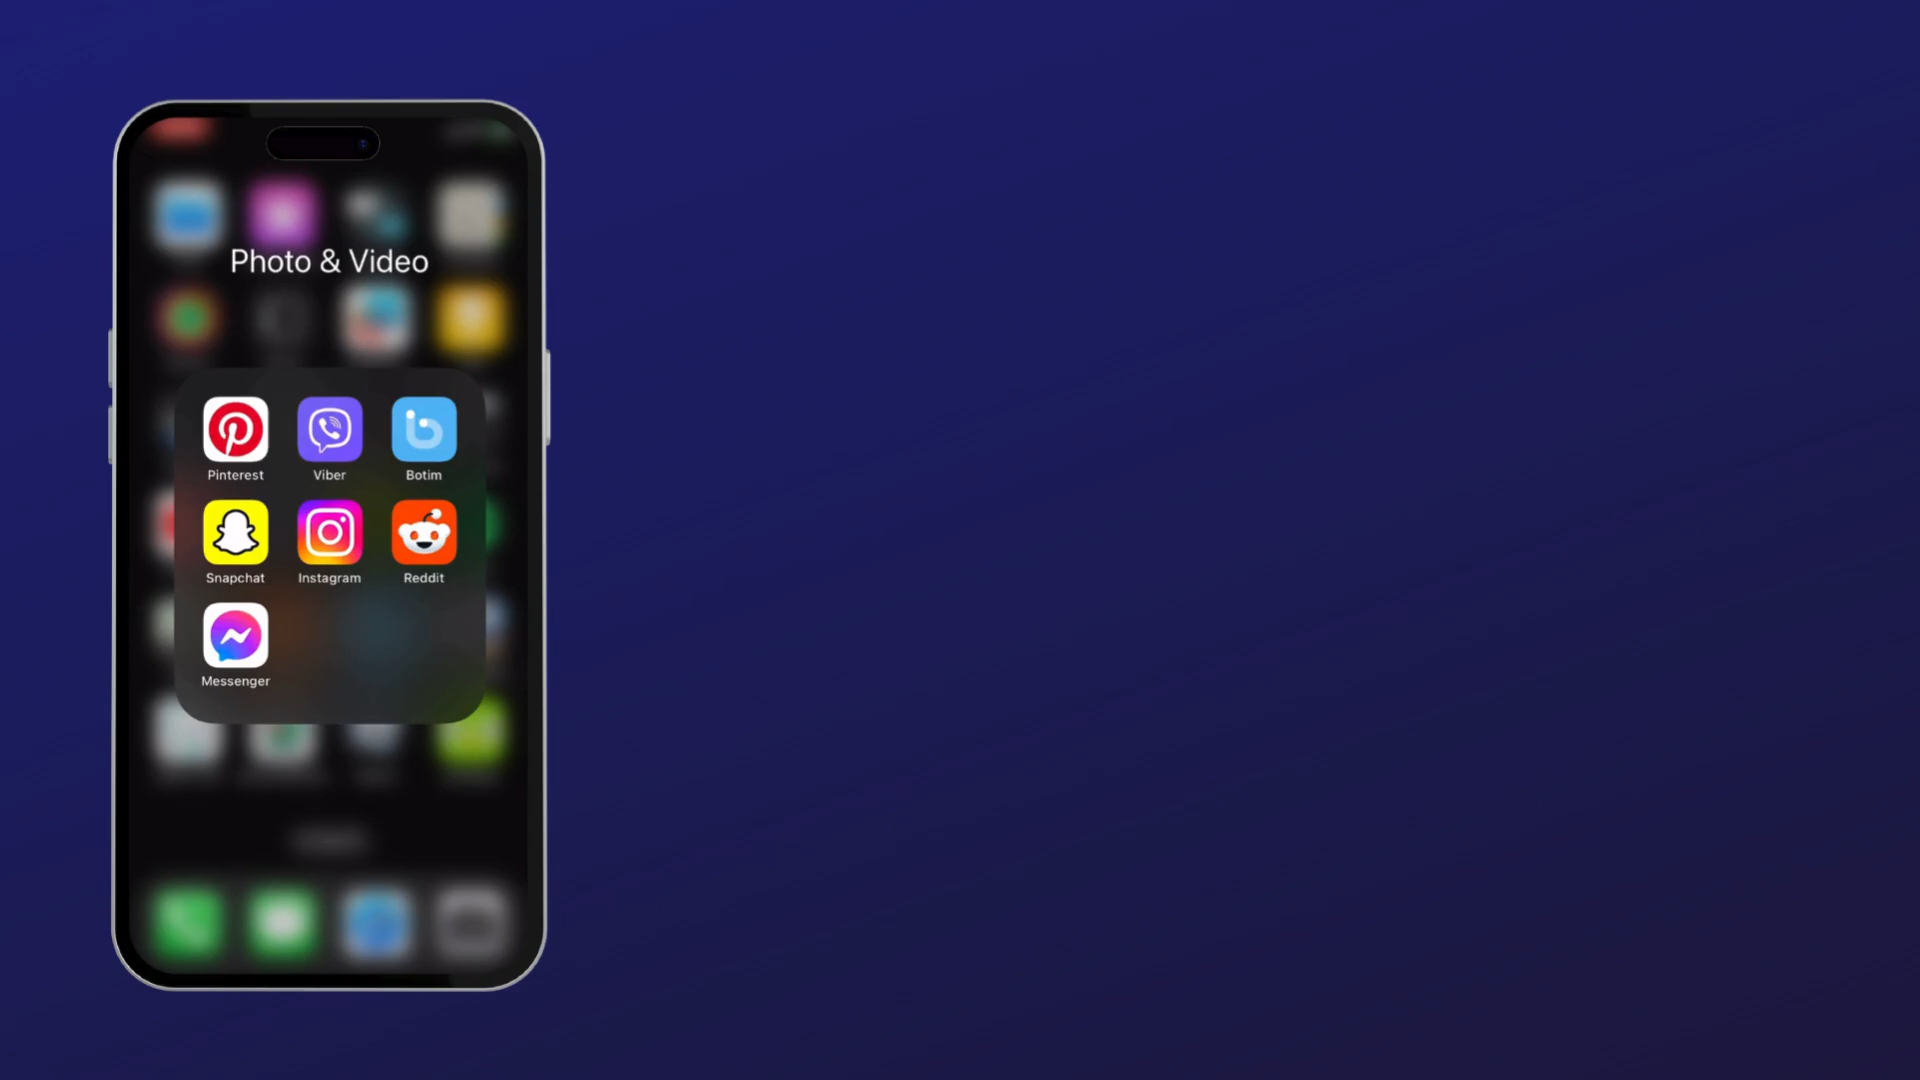 Photo & Video
Pinterest Viber Botim
Snapchat Instagram Reddit
Messenger